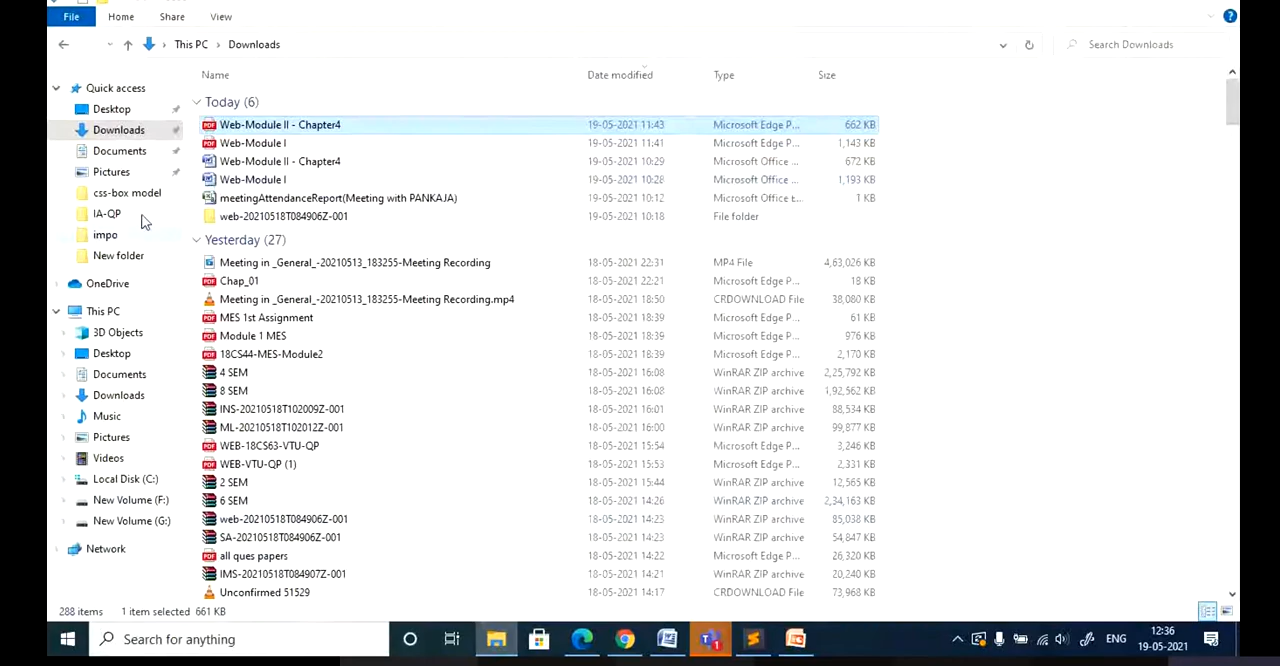 File Home Share View
This PC › Downloads Search Downloads
Name Date modified Type Size
Quick access
Desktop
Downloads
Documents
Pictures
css-box model
IA-QP
impo
New folder
OneDrive
This PC
3D Objects
Desktop
Documents
Downloads
Music
Pictures
Videos
Local Disk (C:)
New Volume (F:)
New Volume (G:)
Network
Today (6)
Web-Module II - Chapter4 19-05-2021 11:43 Microsoft Edge P... 662 KB
Web-Module I 19-05-2021 11:41 Microsoft Edge P... 1,143 KB
Web-Module II - Chapter4 19-05-2021 10:29 Microsoft Office ... 672 KB
Web-Module I 19-05-2021 10:28 Microsoft Office ... 1,193 KB
meetingAttendanceReport(Meeting with PANKAJA) 19-05-2021 10:12 Microsoft Office E... 1 KB
web-20210518T084906Z-001 19-05-2021 10:18 File folder
Yesterday (27)
Meeting in _General_-20210513_183255-Meeting Recording 18-05-2021 22:31 MP4 File 4,63,026 KB
Chap_01 18-05-2021 22:21 Microsoft Edge P... 18 KB
Meeting in _General_-20210513_183255-Meeting Recording.mp4 18-05-2021 18:50 CRDOWNLOAD File 38,080 KB
MES 1st Assignment 18-05-2021 18:39 Microsoft Edge P... 61 KB
Module 1 MES 18-05-2021 18:39 Microsoft Edge P... 976 KB
18CS44-MES-Module2 18-05-2021 18:39 Microsoft Edge P... 2,170 KB
4 SEM 18-05-2021 16:08 WinRAR ZIP archive 2,25,792 KB
8 SEM 18-05-2021 16:08 WinRAR ZIP archive 1,92,562 KB
INS-20210518T102009Z-001 18-05-2021 16:01 WinRAR ZIP archive 88,534 KB
ML-20210518T102012Z-001 18-05-2021 16:00 WinRAR ZIP archive 99,877 KB
WEB-18CS63-VTU-QP 18-05-2021 15:54 Microsoft Edge P... 3,246 KB
WEB-VTU-QP (1) 18-05-2021 15:53 Microsoft Edge P... 2,331 KB
2 SEM 18-05-2021 15:44 WinRAR ZIP archive 12,565 KB
6 SEM 18-05-2021 14:26 WinRAR ZIP archive 2,34,163 KB
web-20210518T084906Z-001 18-05-2021 14:23 WinRAR ZIP archive 85,038 KB
SA-20210518T084906Z-001 18-05-2021 14:23 WinRAR ZIP archive 54,847 KB
all ques papers 18-05-2021 14:22 Microsoft Edge P... 26,320 KB
IMS-20210518T084907Z-001 18-05-2021 14:21 WinRAR ZIP archive 20,240 KB
Unconfirmed 51529 18-05-2021 14:17 CRDOWNLOAD File 73,968 KB
288 items 1 item selected 661 KB
Search for anything
ENG 12:36
19-05-2021